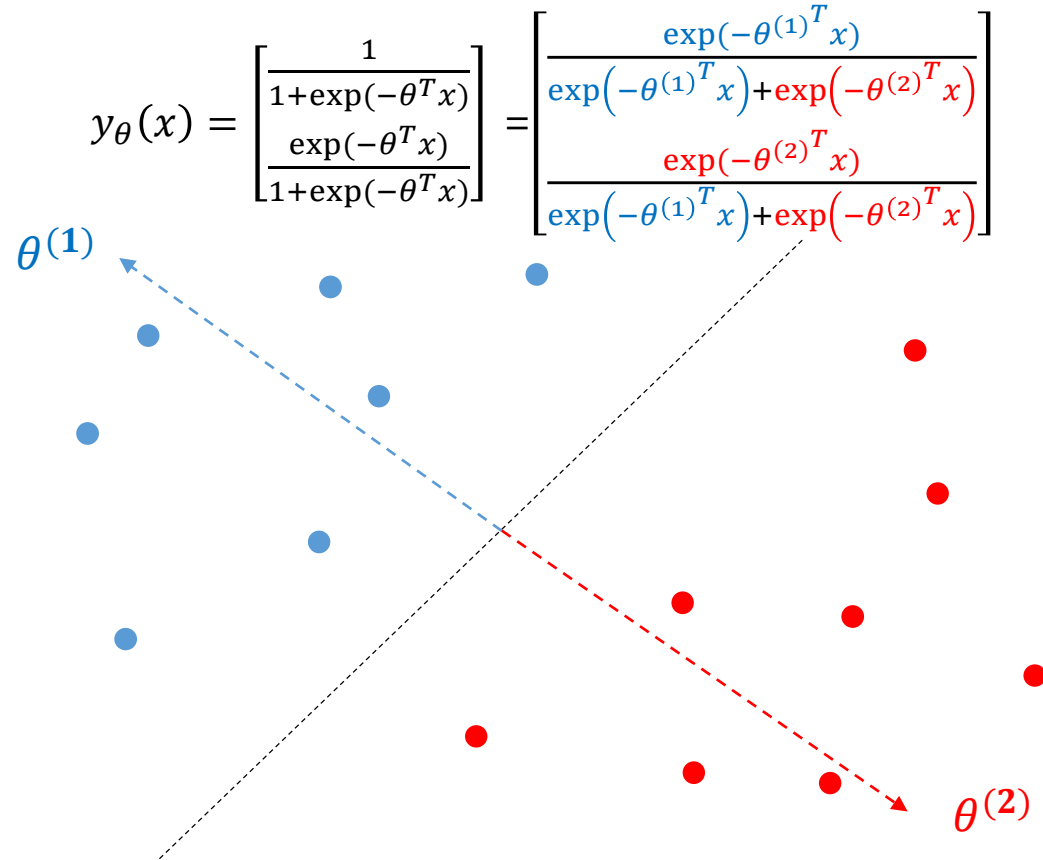 y_θ(x) = [ 1 / (1+exp(−θ^T x)) ; exp(−θ^T x) / (1+exp(−θ^T x)) ] = [ exp(−θ^(1)^T x) / (exp(−θ^(1)^T x)+exp(−θ^(2)^T x)) ; exp(−θ^(2)^T x) / (exp(−θ^(1)^T x)+exp(−θ^(2)^T x)) ]
θ^(1)
θ^(2)